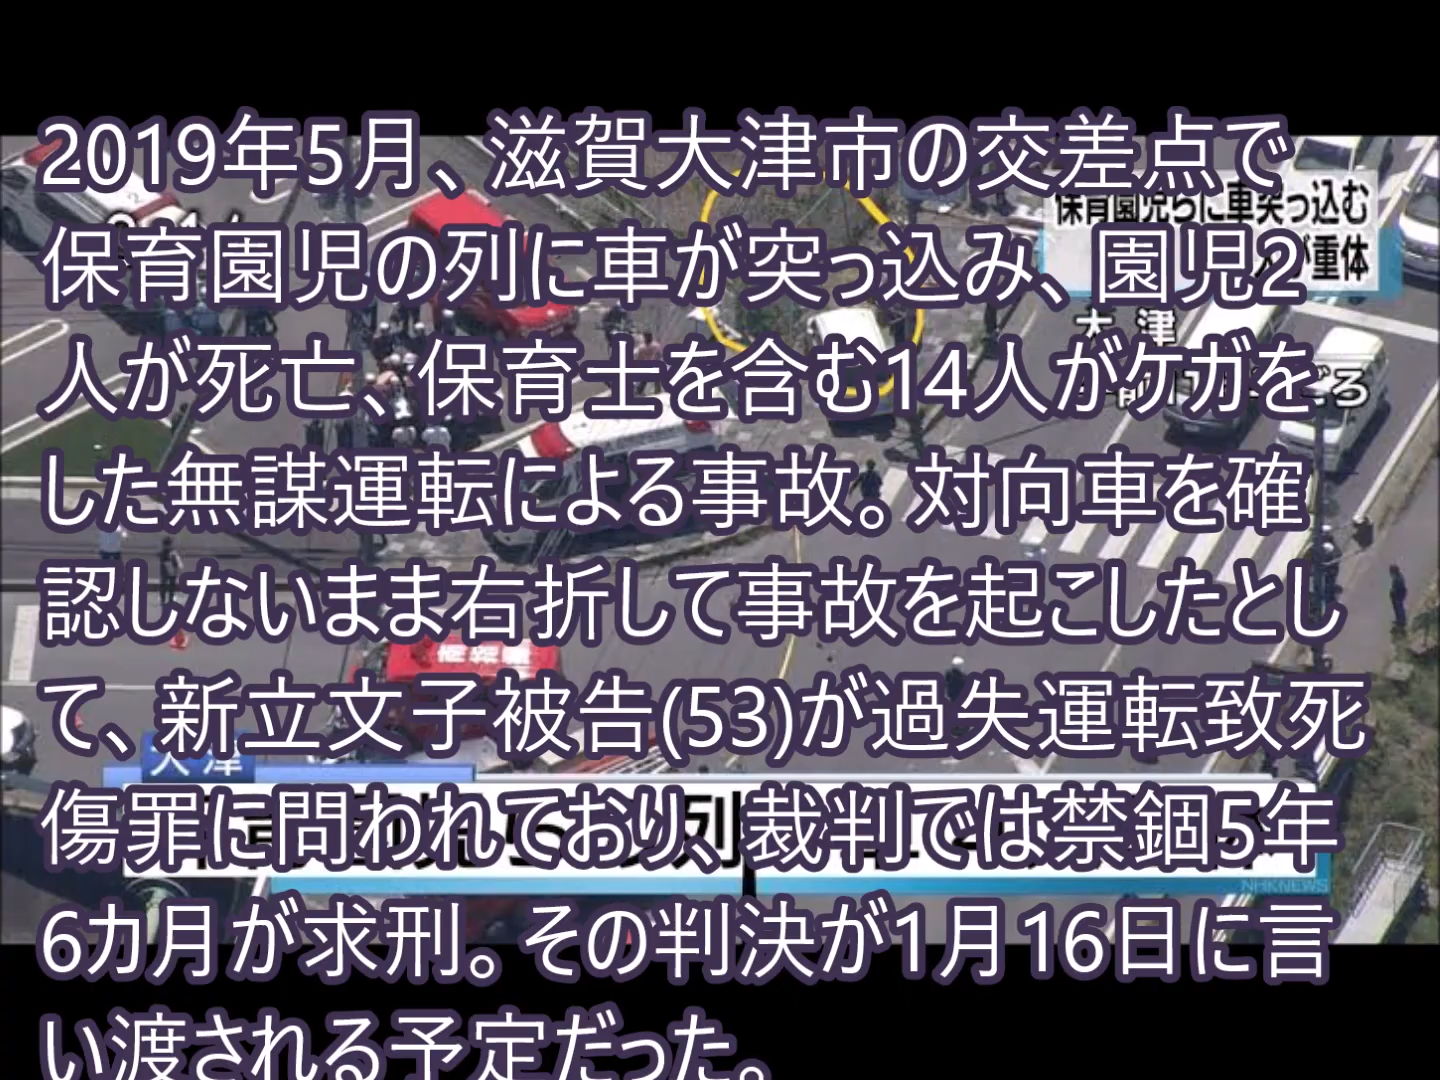 2019年5月、滋賀大津市の交差点で
保育園児の列に車が突っ込み、園児2
人が死亡、保育士を含む14人がケガを
した無謀運転による事故。対向車を確
認しないまま右折して事故を起こしたとし
て、新立文子被告(53)が過失運転致死
傷罪に問われており、裁判では禁錮5年
6カ月が求刑。その判決が1月16日に言
い渡される予定だった。
保育園児らに車突っ込む
が重体
大津
大津
NHKNEWS